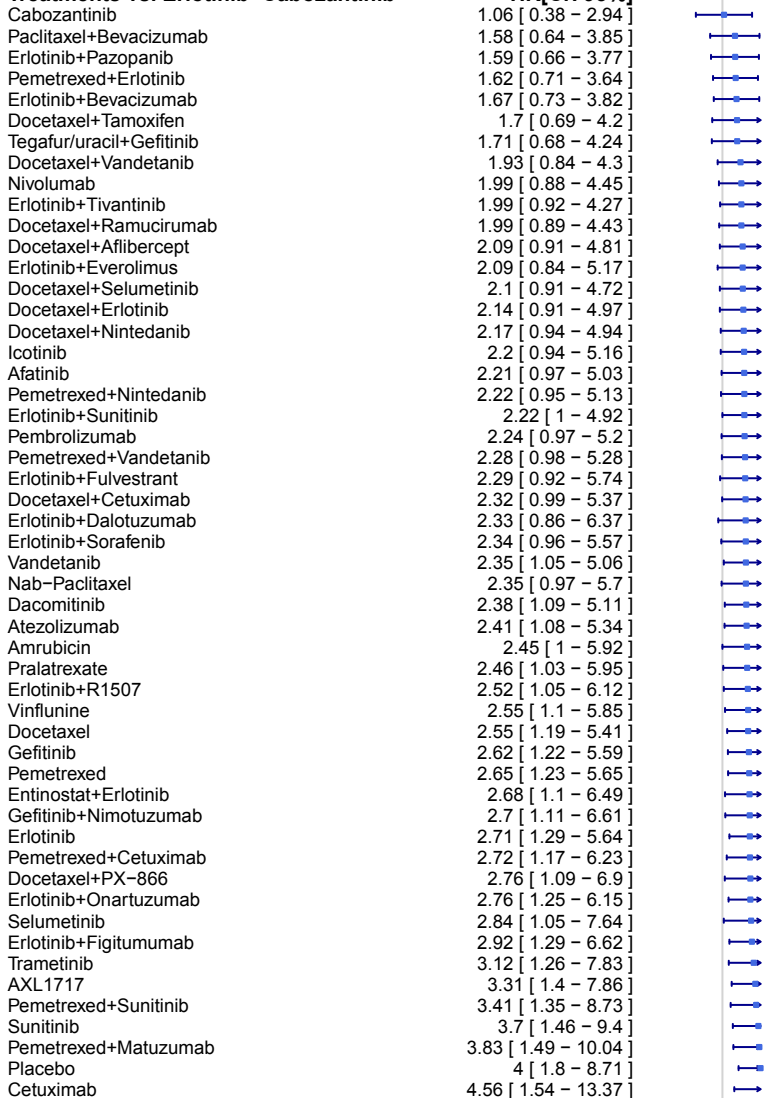 Cabozantinib 1.06 [ 0.38 − 2.94 ]
Paclitaxel+Bevacizumab 1.58 [ 0.64 − 3.85 ]
Erlotinib+Pazopanib 1.59 [ 0.66 − 3.77 ]
Pemetrexed+Erlotinib 1.62 [ 0.71 − 3.64 ]
Erlotinib+Bevacizumab 1.67 [ 0.73 − 3.82 ]
Docetaxel+Tamoxifen 1.7 [ 0.69 − 4.2 ]
Tegafur/uracil+Gefitinib 1.71 [ 0.68 − 4.24 ]
Docetaxel+Vandetanib 1.93 [ 0.84 − 4.3 ]
Nivolumab 1.99 [ 0.88 − 4.45 ]
Erlotinib+Tivantinib 1.99 [ 0.92 − 4.27 ]
Docetaxel+Ramucirumab 1.99 [ 0.89 − 4.43 ]
Docetaxel+Aflibercept 2.09 [ 0.91 − 4.81 ]
Erlotinib+Everolimus 2.09 [ 0.84 − 5.17 ]
Docetaxel+Selumetinib 2.1 [ 0.91 − 4.72 ]
Docetaxel+Erlotinib 2.14 [ 0.91 − 4.97 ]
Docetaxel+Nintedanib 2.17 [ 0.94 − 4.94 ]
Icotinib 2.2 [ 0.94 − 5.16 ]
Afatinib 2.21 [ 0.97 − 5.03 ]
Pemetrexed+Nintedanib 2.22 [ 0.95 − 5.13 ]
Erlotinib+Sunitinib 2.22 [ 1 − 4.92 ]
Pembrolizumab 2.24 [ 0.97 − 5.2 ]
Pemetrexed+Vandetanib 2.28 [ 0.98 − 5.28 ]
Erlotinib+Fulvestrant 2.29 [ 0.92 − 5.74 ]
Docetaxel+Cetuximab 2.32 [ 0.99 − 5.37 ]
Erlotinib+Dalotuzumab 2.33 [ 0.86 − 6.37 ]
Erlotinib+Sorafenib 2.34 [ 0.96 − 5.57 ]
Vandetanib 2.35 [ 1.05 − 5.06 ]
Nab−Paclitaxel 2.35 [ 0.97 − 5.7 ]
Dacomitinib 2.38 [ 1.09 − 5.11 ]
Atezolizumab 2.41 [ 1.08 − 5.34 ]
Amrubicin 2.45 [ 1 − 5.92 ]
Pralatrexate 2.46 [ 1.03 − 5.95 ]
Erlotinib+R1507 2.52 [ 1.05 − 6.12 ]
Vinflunine 2.55 [ 1.1 − 5.85 ]
Docetaxel 2.55 [ 1.19 − 5.41 ]
Gefitinib 2.62 [ 1.22 − 5.59 ]
Pemetrexed 2.65 [ 1.23 − 5.65 ]
Entinostat+Erlotinib 2.68 [ 1.1 − 6.49 ]
Gefitinib+Nimotuzumab 2.7 [ 1.11 − 6.61 ]
Erlotinib 2.71 [ 1.29 − 5.64 ]
Pemetrexed+Cetuximab 2.72 [ 1.17 − 6.23 ]
Docetaxel+PX−866 2.76 [ 1.09 − 6.9 ]
Erlotinib+Onartuzumab 2.76 [ 1.25 − 6.15 ]
Selumetinib 2.84 [ 1.05 − 7.64 ]
Erlotinib+Figitumumab 2.92 [ 1.29 − 6.62 ]
Trametinib 3.12 [ 1.26 − 7.83 ]
AXL1717 3.31 [ 1.4 − 7.86 ]
Pemetrexed+Sunitinib 3.41 [ 1.35 − 8.73 ]
Sunitinib 3.7 [ 1.46 − 9.4 ]
Pemetrexed+Matuzumab 3.83 [ 1.49 − 10.04 ]
Placebo 4 [ 1.8 − 8.71 ]
Cetuximab 4.56 [ 1.54 − 13.37 ]